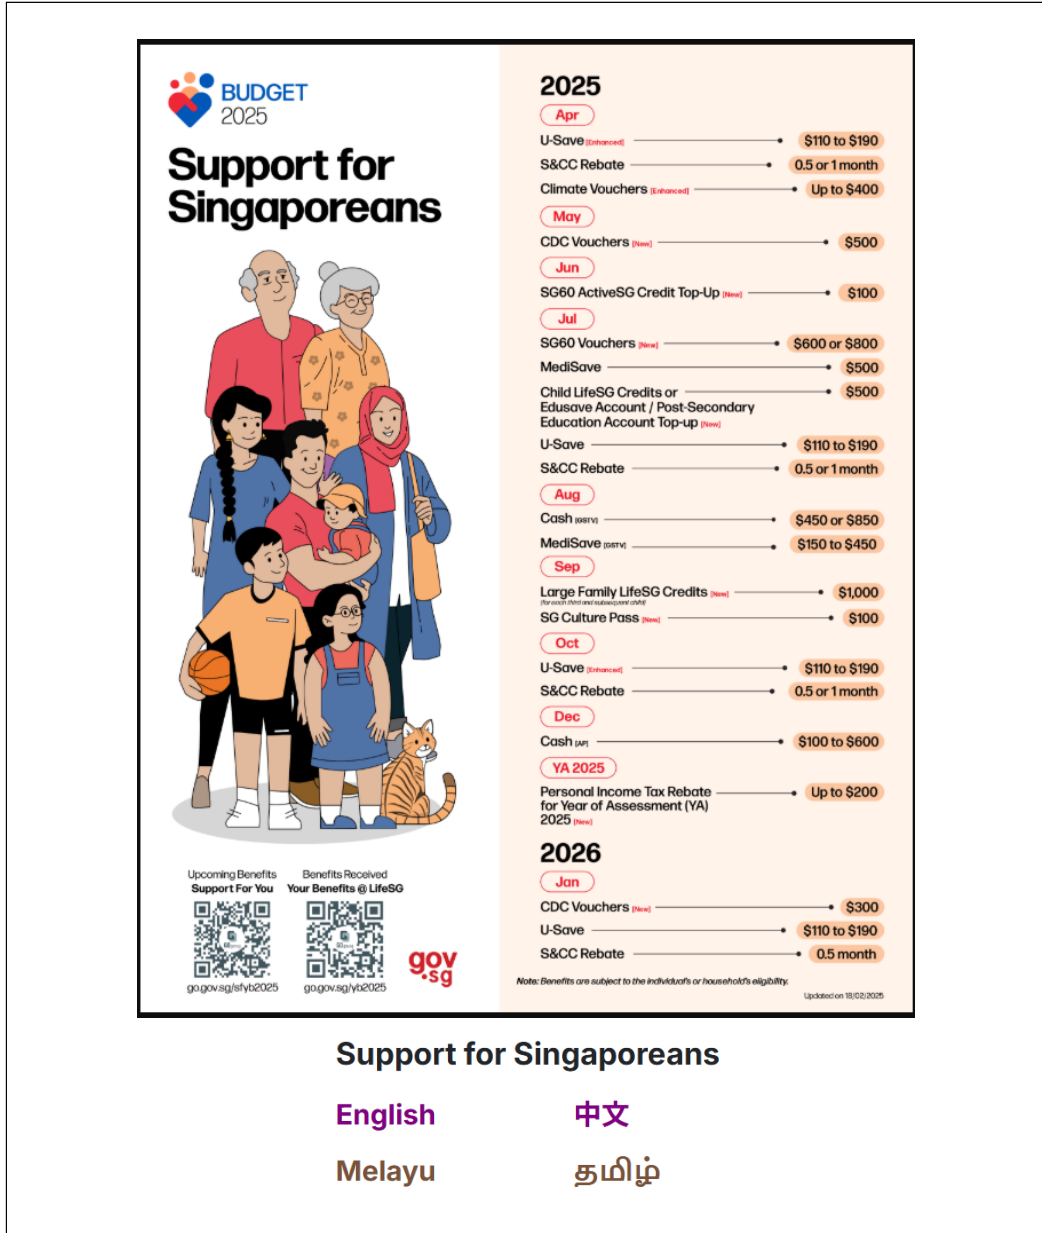 BUDGET
2025
Support for
Singaporeans
Upcoming Benefits
Support For You
go.gov.sg/sfyb2025
Benefits Received
Your Benefits @ LifeSG
go.gov.sg/yb2025
gov
.sg
2025
Apr
U-Save [Enhanced] $110 to $190
S&CC Rebate 0.5 or 1 month
Climate Vouchers [Enhanced] Up to $400
May
CDC Vouchers [New] $500
Jun
SG60 ActiveSG Credit Top-Up [New] $100
Jul
SG60 Vouchers [New] $600 or $800
MediSave $500
Child LifeSG Credits or $500
Edusave Account / Post-Secondary
Education Account Top-up [New]
U-Save $110 to $190
S&CC Rebate 0.5 or 1 month
Aug
Cash [GSTV] $450 or $850
MediSave [GSTV] $150 to $450
Sep
Large Family LifeSG Credits [New] $1,000
(for each third and subsequent child)
SG Culture Pass [New] $100
Oct
U-Save [Enhanced] $110 to $190
S&CC Rebate 0.5 or 1 month
Dec
Cash [AP] $100 to $600
YA 2025
Personal Income Tax Rebate Up to $200
for Year of Assessment (YA)
2025 [New]
2026
Jan
CDC Vouchers [New] $300
U-Save $110 to $190
S&CC Rebate 0.5 month
Note: Benefits are subject to the individual's or household's eligibility.
Updated on 18/02/2025
Support for Singaporeans
English 中文
Melayu தமிழ்